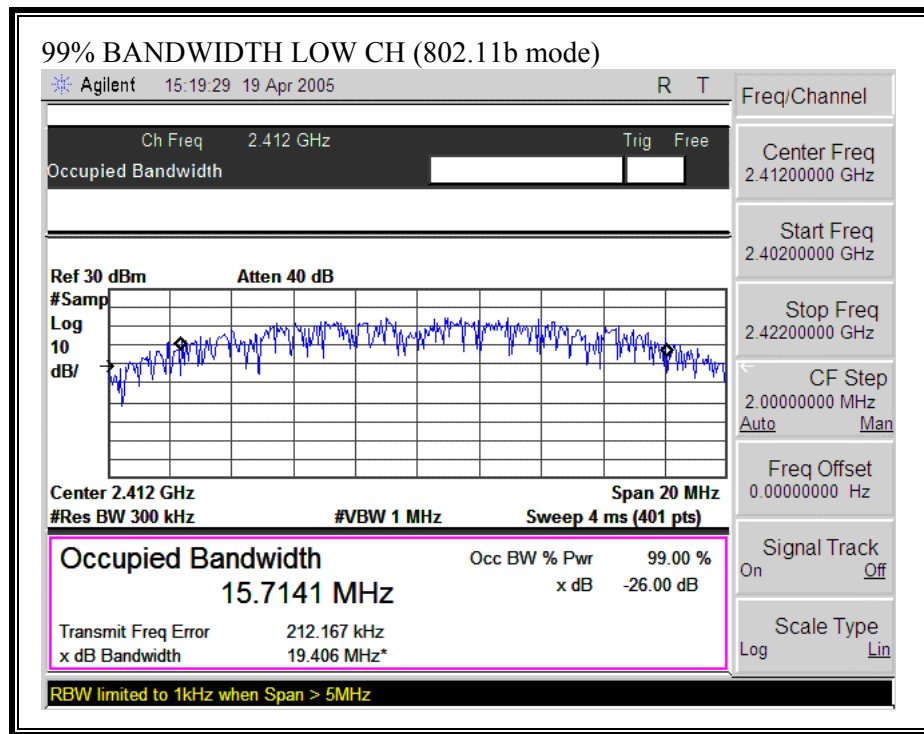 99% BANDWIDTH LOW CH (802.11b mode)
Agilent 15:19:29 19 Apr 2005 R T
Freq/Channel
Ch Freq 2.412 GHz Trig Free
Occupied Bandwidth
Center Freq
2.41200000 GHz
Start Freq
2.40200000 GHz
Ref 30 dBm Atten 40 dB
#Samp
Log
10
dB/
Stop Freq
2.42200000 GHz
CF Step
2.00000000 MHz
Auto Man
Freq Offset
0.00000000 Hz
Center 2.412 GHz Span 20 MHz
#Res BW 300 kHz #VBW 1 MHz Sweep 4 ms (401 pts)
Occupied Bandwidth Occ BW % Pwr 99.00 %
15.7141 MHz x dB -26.00 dB
Transmit Freq Error 212.167 kHz
x dB Bandwidth 19.406 MHz*
Signal Track
On Off
Scale Type
Log Lin
RBW limited to 1kHz when Span > 5MHz